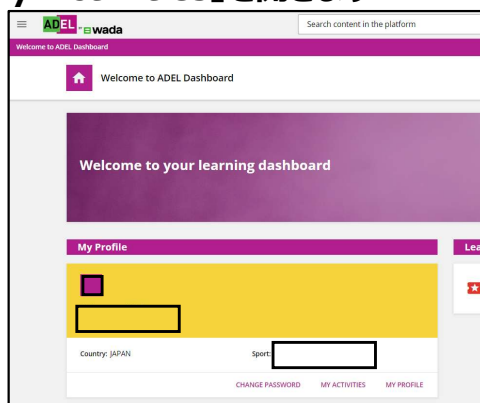 ADEL BY wada
Search content in the platform
Welcome to ADEL Dashboard
Welcome to ADEL Dashboard
Welcome to your learning dashboard
My Profile
Lea
Country: JAPAN
Sport:
CHANGE PASSWORD MY ACTIVITIES MY PROFILE